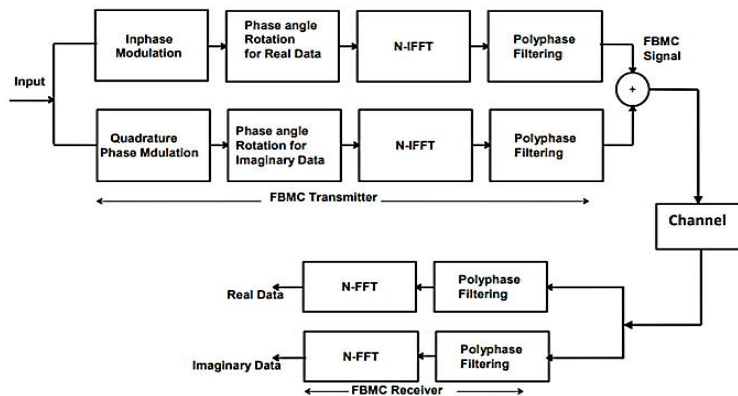 Input
Inphase
Modulation
Phase angle
Rotation
for Real Data
N-IFFT
Polyphase
Filtering
FBMC
Signal
+
Quadrature
Phase Mdulation
Phase angle
Rotation for
Imaginary Data
N-IFFT
Polyphase
Filtering
FBMC Transmitter
Channel
Real Data
N-FFT
Polyphase
Filtering
Imaginary Data
N-FFT
Polyphase
Filtering
FBMC Receiver